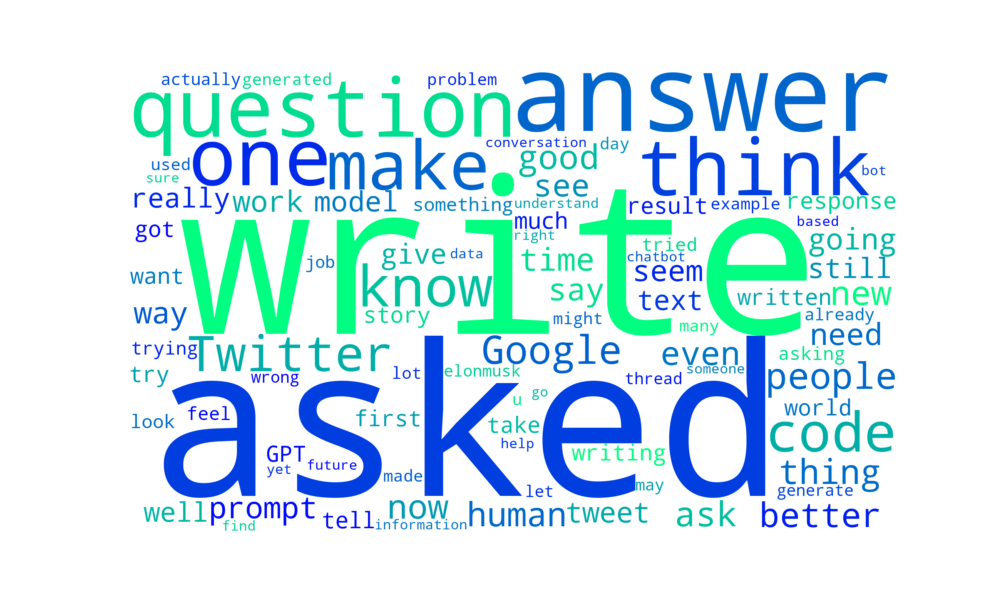 actually generated problem
question answer
conversation day
used one make good think bot
sure see
really work model something understand result example response
got much right based
want job give data time tried going
know chatbot seem still
write
way story say text written new
might many already
trying Twitter Google even need
try wrong lot elonmusk thread someone asking people
look feel first u go world
asked
take code
GPT help writing thing
yet future made let may generate
well prompt tell now human tweet ask better
find information